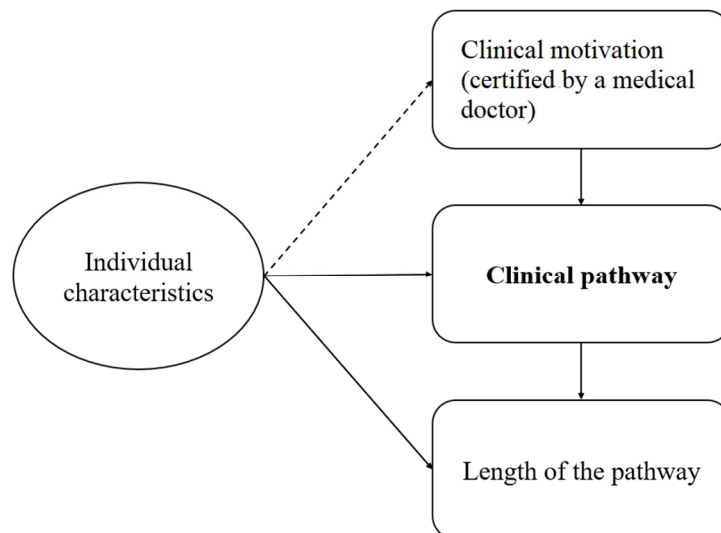 Clinical motivation
(certified by a medical
doctor)
Individual
characteristics
Clinical pathway
Length of the pathway